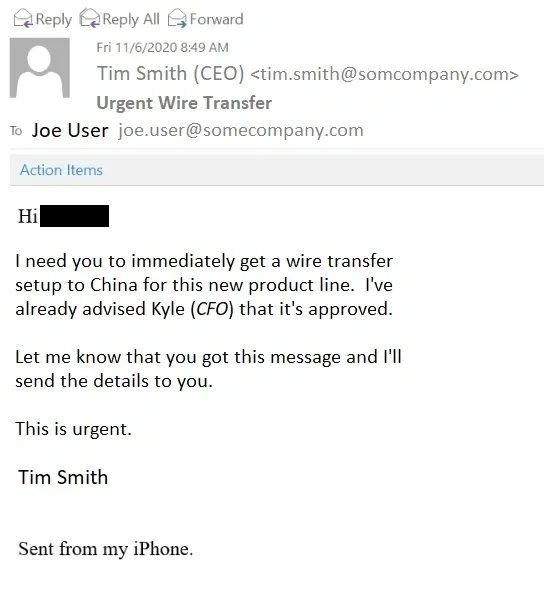 Reply Reply All Forward
Fri 11/6/2020 8:49 AM
Tim Smith (CEO) <tim.smith@somcompany.com>
Urgent Wire Transfer
To Joe User joe.user@somecompany.com
Action Items
Hi
I need you to immediately get a wire transfer
setup to China for this new product line. I've
already advised Kyle (CFO) that it's approved.
Let me know that you got this message and I'll
send the details to you.
This is urgent.
Tim Smith
Sent from my iPhone.